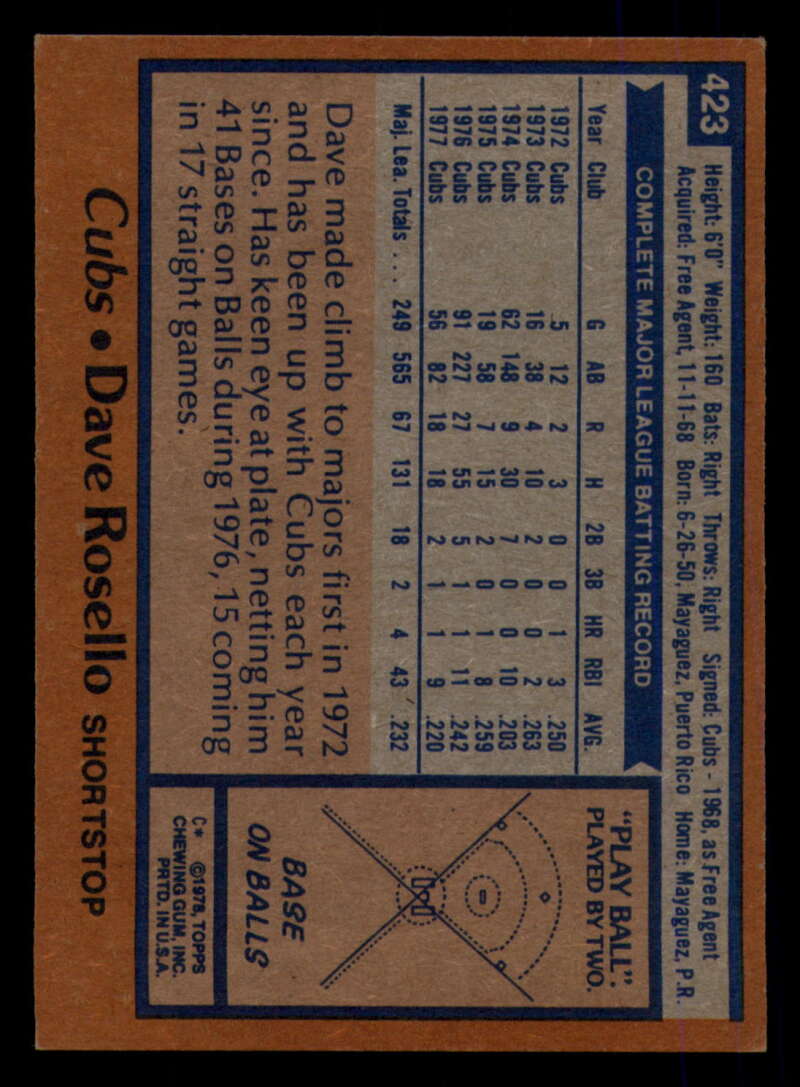 423
Height: 6'0" Weight: 160 Bats: Right Throws: Right Signed: Cubs - 1968, as Free Agent
Acquired: Free Agent, 11-11-68 Born: 6-26-50, Mayaguez, Puerto Rico Home: Mayaguez, P.R.
COMPLETE MAJOR LEAGUE BATTING RECORD
Year Club G AB R H 2B 3B HR RBI AVG.
1972 Cubs 5 12 2 3 0 0 1 3 .250
1973 Cubs 16 38 4 10 2 0 0 2 .263
1974 Cubs 62 148 9 30 7 0 0 10 .203
1975 Cubs 19 58 7 15 2 0 1 8 .259
1976 Cubs 91 227 27 55 5 1 1 11 .242
1977 Cubs 56 82 18 18 2 1 1 9 .220
Maj. Lea. Totals ... 249 565 67 131 18 2 4 43 .232
Dave made climb to majors first in 1972
and has been up with Cubs each year
since. Has keen eye at plate, netting him
41 Bases on Balls during 1976, 15 coming
in 17 straight games.
"PLAY BALL".
PLAYED BY TWO.
BASE
ON BALLS
C* ©1978, TOPPS
CHEWING GUM, INC.
PRTD. IN U.S.A.
Cubs • Dave Rosello SHORTSTOP